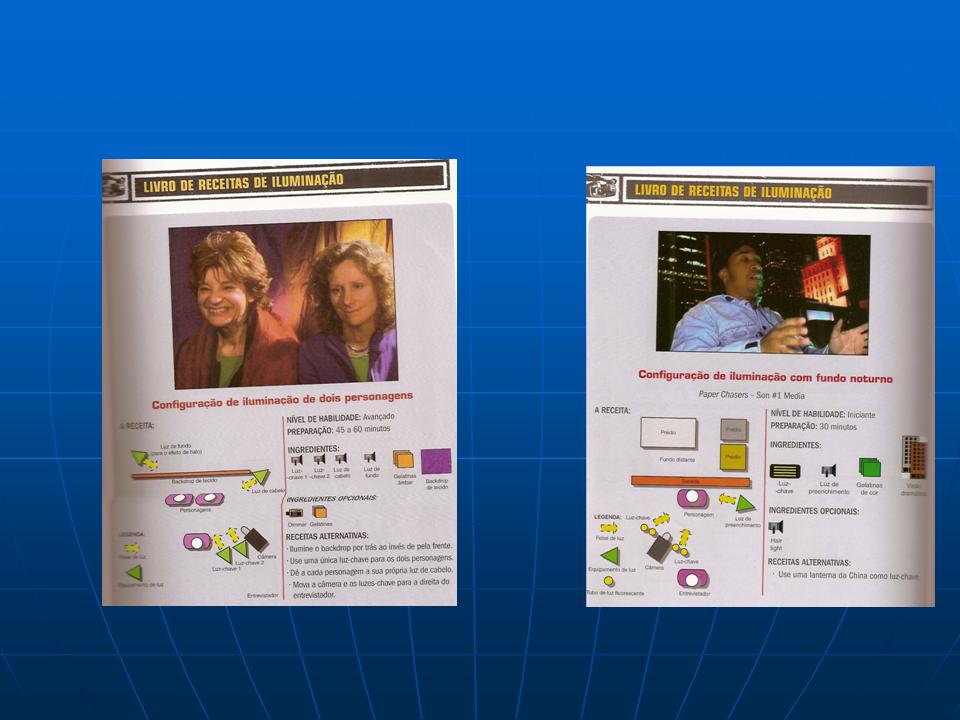 LIVRO DE RECEITAS DE ILUMINAÇÃO
Configuração de iluminação de dois personagens
A RECEITA:
Luz de fundo
(para o efeito de halo)
Backdrop de tecido
Luz de cabelo
Personagens
LEGENDA:
Feixe de luz
Equipamento de luz
Câmera
Luz-chave 2
Luz-chave 1
Entrevistador
NÍVEL DE HABILIDADE: Avançado
PREPARAÇÃO: 45 a 60 minutos
INGREDIENTES:
Luz-
-chave 1
Luz-
-chave 2
Luz de
cabelo
Luz de
fundo
Gelatinas
âmbar
Backdrop
de tecido
INGREDIENTES OPCIONAIS:
Dimmer
Gelatinas
RECEITAS ALTERNATIVAS:
· Ilumine o backdrop por trás ao invés de pela frente.
· Use uma única luz-chave para os dois personagens.
· Dê a cada personagem a sua própria luz de cabelo.
· Mova a câmera e as luzes-chave para a direita do
entrevistador.
LIVRO DE RECEITAS DE ILUMINAÇÃO
Configuração de iluminação com fundo noturno
Paper Chasers – Son #1 Media
A RECEITA:
Prédio
Prédio
Prédio
Fundo distante
Sacada
Personagem
Luz de
preenchimento
LEGENDA:
Feixe de luz
Equipamento de luz
Tubo de luz fluorescente
Luz-chave
Câmera
Luz-chave
Entrevistador
NÍVEL DE HABILIDADE: Iniciante
PREPARAÇÃO: 30 minutos
INGREDIENTES:
Luz-
-chave
Luz de
preenchimento
Gelatinas
de cor
Visão
dramática
INGREDIENTES OPCIONAIS:
Hair
light
RECEITAS ALTERNATIVAS:
· Use uma lanterna da China como luz-chave.